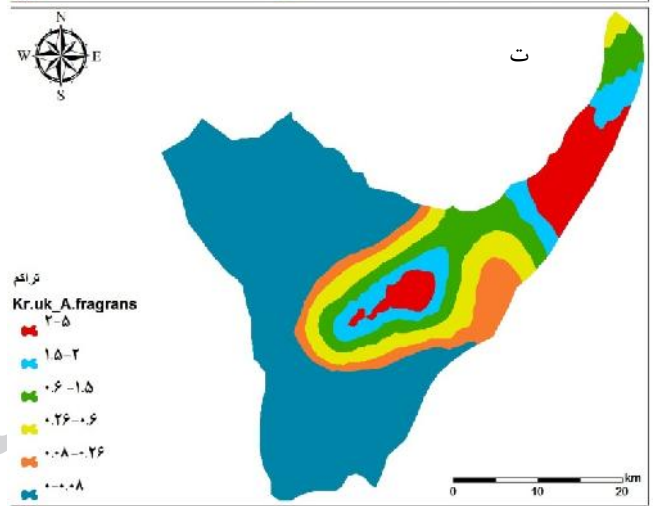 N
W E
S
ت
تراکم
Kr.uk_A.fragrans
۲-۵
۱.۵-۲
۰.۶-۱.۵
۰.۲۶-۰.۶
۰.۰۸-۰.۲۶
۰-۰.۰۸
km
0 10 20